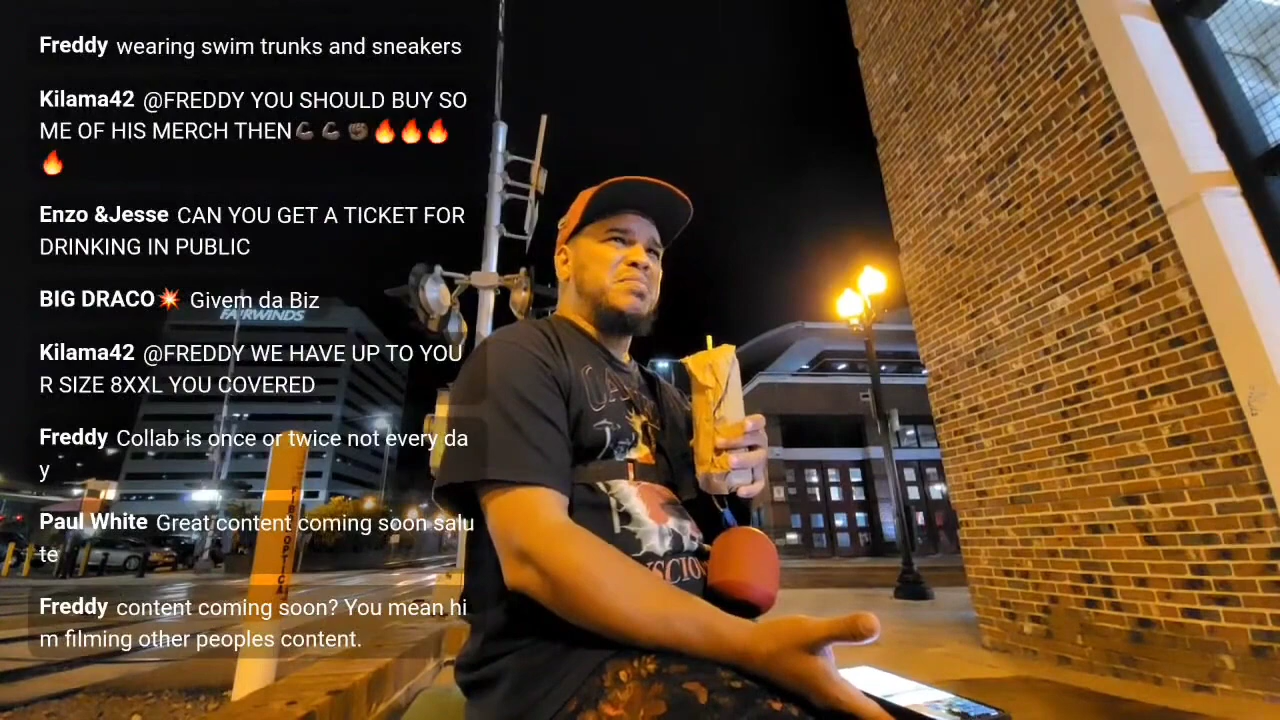 Freddy wearing swim trunks and sneakers
Kilama42 @FREDDY YOU SHOULD BUY SO
ME OF HIS MERCH THEN💪🏿💪🏿✊🏿🔥🔥🔥
🔥
Enzo &Jesse CAN YOU GET A TICKET FOR
DRINKING IN PUBLIC
BIG DRACO💥 Givem da Biz
FAIRWINDS
Kilama42 @FREDDY WE HAVE UP TO YOU
R SIZE 8XXL YOU COVERED
Freddy Collab is once or twice not every da
y
Paul White Great content coming soon salu
te
FIBER OPTIC
Freddy content coming soon? You mean hi
m filming other peoples content.